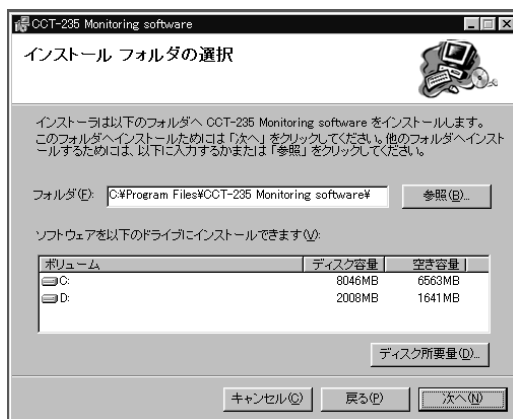 CCT-235 Monitoring software
インストール フォルダの選択
インストーラは以下のフォルダへ CCT-235 Monitoring software をインストールします。
このフォルダへインストールためには「次へ」をクリックしてください。他のフォルダへインスト
ールするためには、以下に入力するかまたは「参照」をクリックしてください。
フォルダ(F): C:¥Program Files¥CCT-235 Monitoring software¥ 参照(B)...
ソフトウェアを以下のドライブにインストールできます(V):
ボリューム ディスク容量 空き容量
C: 8046MB 6563MB
D: 2008MB 1641MB
ディスク所要量(D)...
キャンセル(C) 戻る(P) 次へ(N)